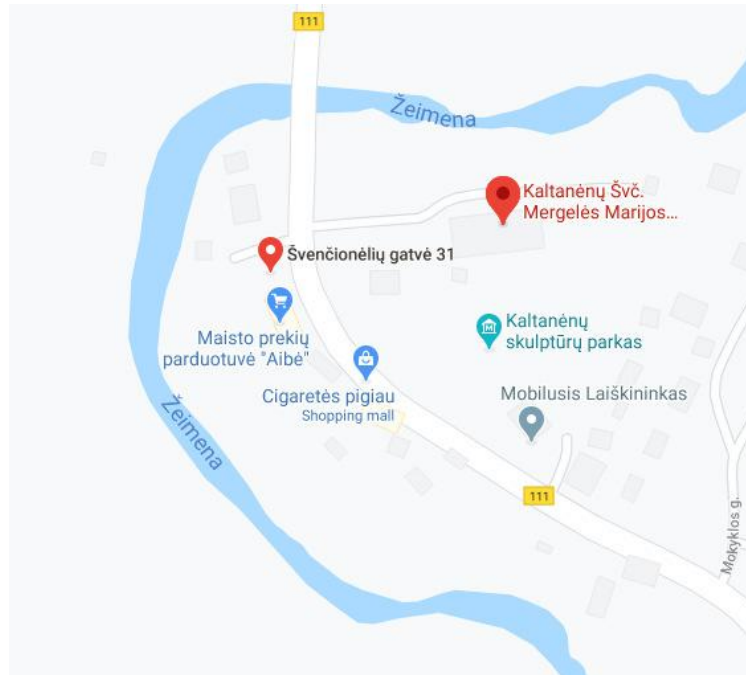 111
Žeimena
Kaltanėnų Švč.
Mergelės Marijos...
Švenčionėlių gatvė 31
Maisto prekių
parduotuvė "Aibė"
Kaltanėnų
skulptūrų parkas
Cigaretės pigiau
Shopping mall
Mobilusis Laiškininkas
Žeimena
111
Mokyklos g.